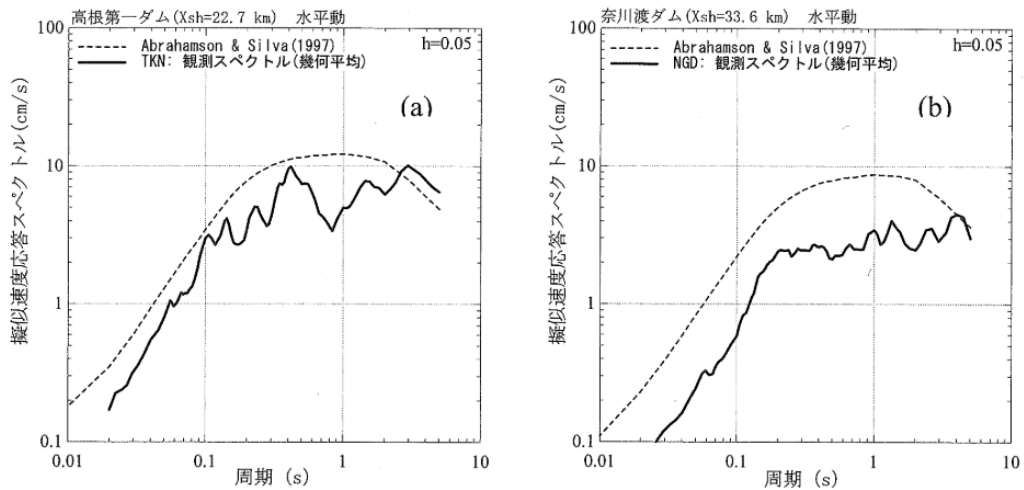 高根第一ダム(Xsh=22.7 km) 水平動
h=0.05
Abrahamson & Silva(1997)
TKN: 観測スペクトル(幾何平均)
(a)
擬似速度応答スペクトル(cm/s)
100
10
1
0.1
0.01
0.1
1
10
周期 (s)
奈川渡ダム(Xsh=33.6 km) 水平動
h=0.05
Abrahamson & Silva(1997)
NGD: 観測スペクトル(幾何平均)
(b)
擬似速度応答スペクトル(cm/s)
100
10
1
0.1
0.01
0.1
1
10
周期 (s)